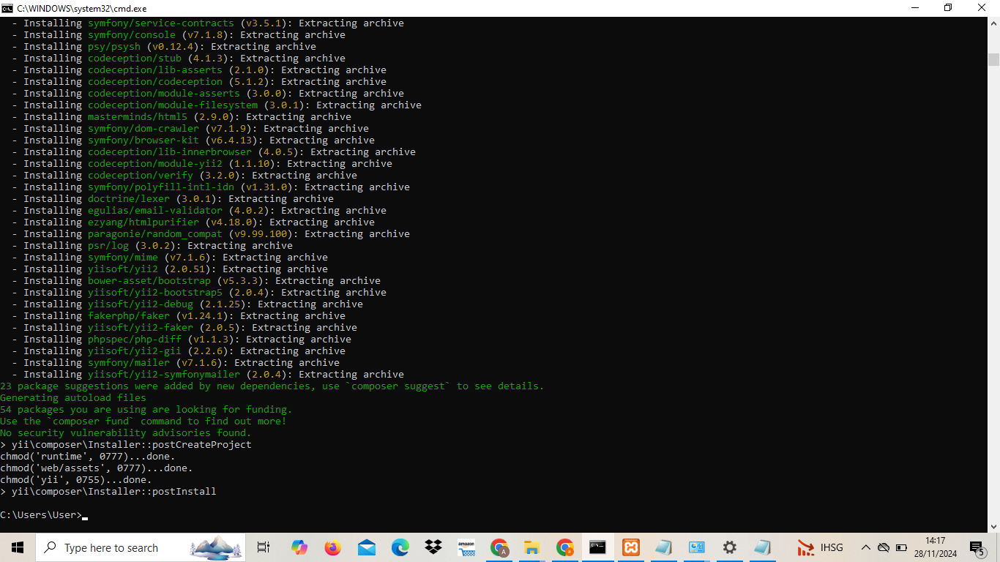 C:\WINDOWS\system32\cmd.exe
- Installing symfony/service-contracts (v3.5.1): Extracting archive
- Installing symfony/console (v7.1.8): Extracting archive
- Installing psy/psysh (v0.12.4): Extracting archive
- Installing codeception/stub (4.1.3): Extracting archive
- Installing codeception/lib-asserts (2.1.0): Extracting archive
- Installing codeception/codeception (5.1.2): Extracting archive
- Installing codeception/module-asserts (3.0.0): Extracting archive
- Installing codeception/module-filesystem (3.0.1): Extracting archive
- Installing masterminds/html5 (2.9.0): Extracting archive
- Installing symfony/dom-crawler (v7.1.9): Extracting archive
- Installing symfony/browser-kit (v6.4.13): Extracting archive
- Installing codeception/lib-innerbrowser (4.0.5): Extracting archive
- Installing codeception/module-yii2 (1.1.10): Extracting archive
- Installing codeception/verify (3.2.0): Extracting archive
- Installing symfony/polyfill-intl-idn (v1.31.0): Extracting archive
- Installing doctrine/lexer (3.0.1): Extracting archive
- Installing egulias/email-validator (4.0.2): Extracting archive
- Installing ezyang/htmlpurifier (v4.18.0): Extracting archive
- Installing paragonie/random_compat (v9.99.100): Extracting archive
- Installing psr/log (3.0.2): Extracting archive
- Installing symfony/mime (v7.1.6): Extracting archive
- Installing yiisoft/yii2 (2.0.51): Extracting archive
- Installing bower-asset/bootstrap (v5.3.3): Extracting archive
- Installing yiisoft/yii2-bootstrap5 (2.0.4): Extracting archive
- Installing yiisoft/yii2-debug (2.1.25): Extracting archive
- Installing fakerphp/faker (v1.24.1): Extracting archive
- Installing yiisoft/yii2-faker (2.0.5): Extracting archive
- Installing phpspec/php-diff (v1.1.3): Extracting archive
- Installing yiisoft/yii2-gii (2.2.6): Extracting archive
- Installing symfony/mailer (v7.1.6): Extracting archive
- Installing yiisoft/yii2-symfonymailer (2.0.4): Extracting archive
23 package suggestions were added by new dependencies, use `composer suggest` to see details.
Generating autoload files
54 packages you are using are looking for funding.
Use the `composer fund` command to find out more!
No security vulnerability advisories found.
> yii\composer\Installer::postCreateProject
chmod('runtime', 0777)...done.
chmod('web/assets', 0777)...done.
chmod('yii', 0755)...done.
> yii\composer\Installer::postInstall
C:\Users\User>
Type here to search
amazon
A
IHSG
14:17
28/11/2024
5